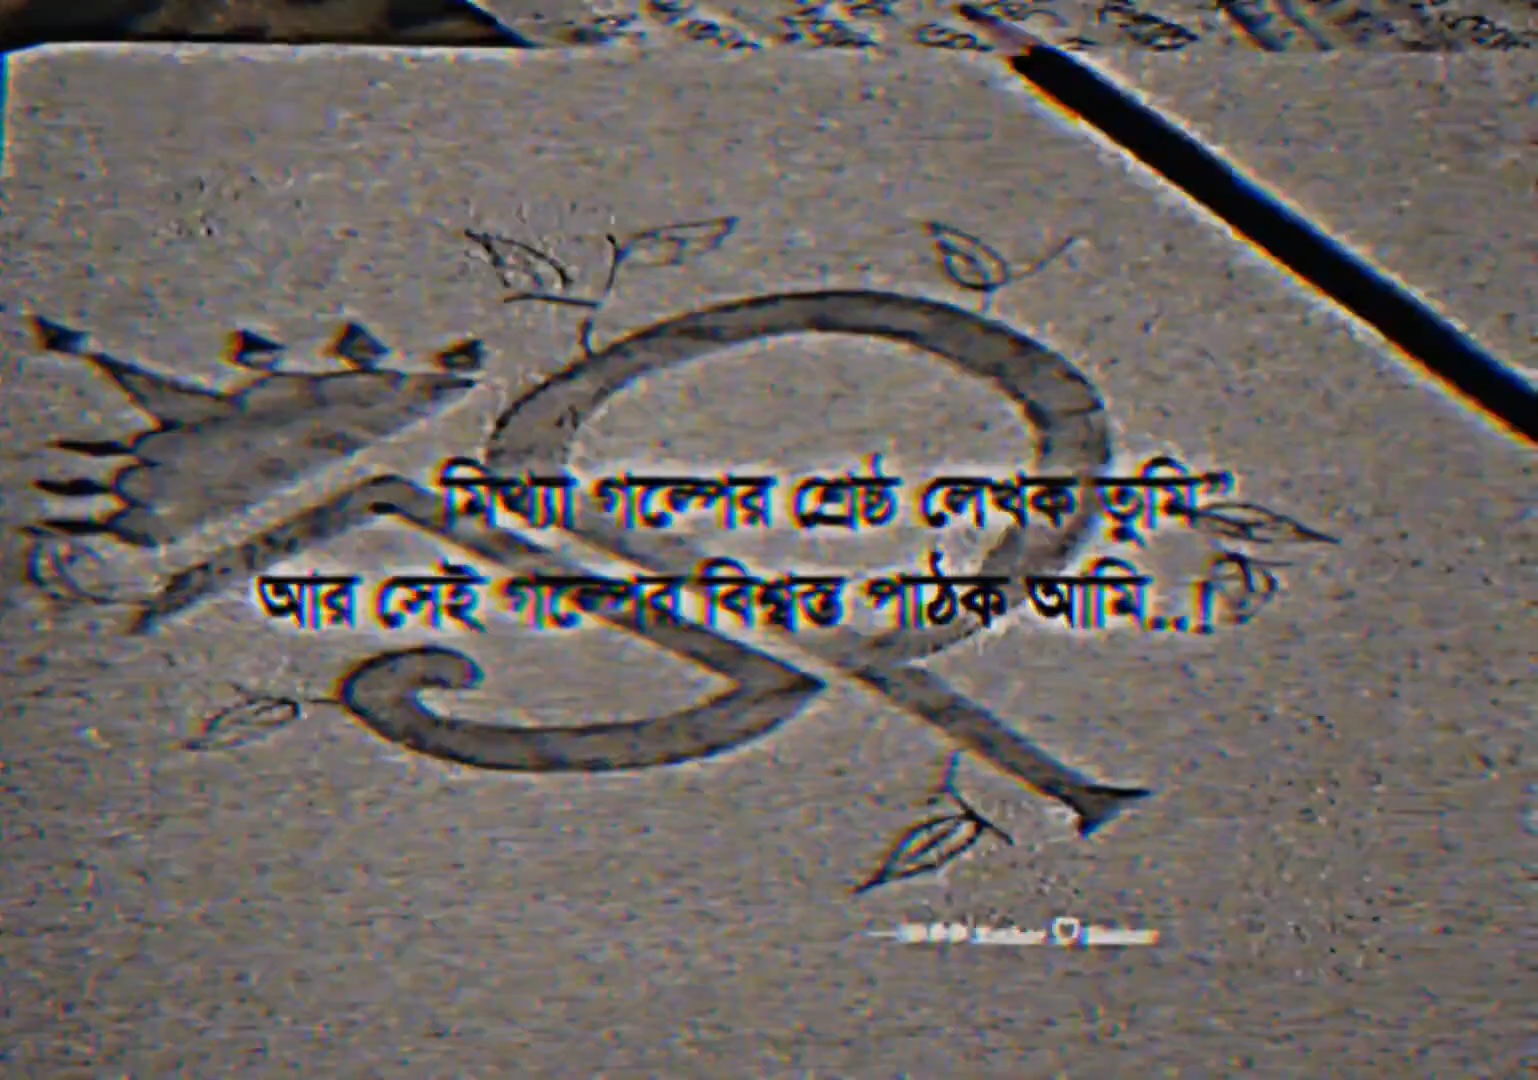 মিথ্যা গল্পের শ্রেষ্ঠ লেখক তুমি”
আর সেই গল্পের বিশ্বস্ত পাঠক আমি..!